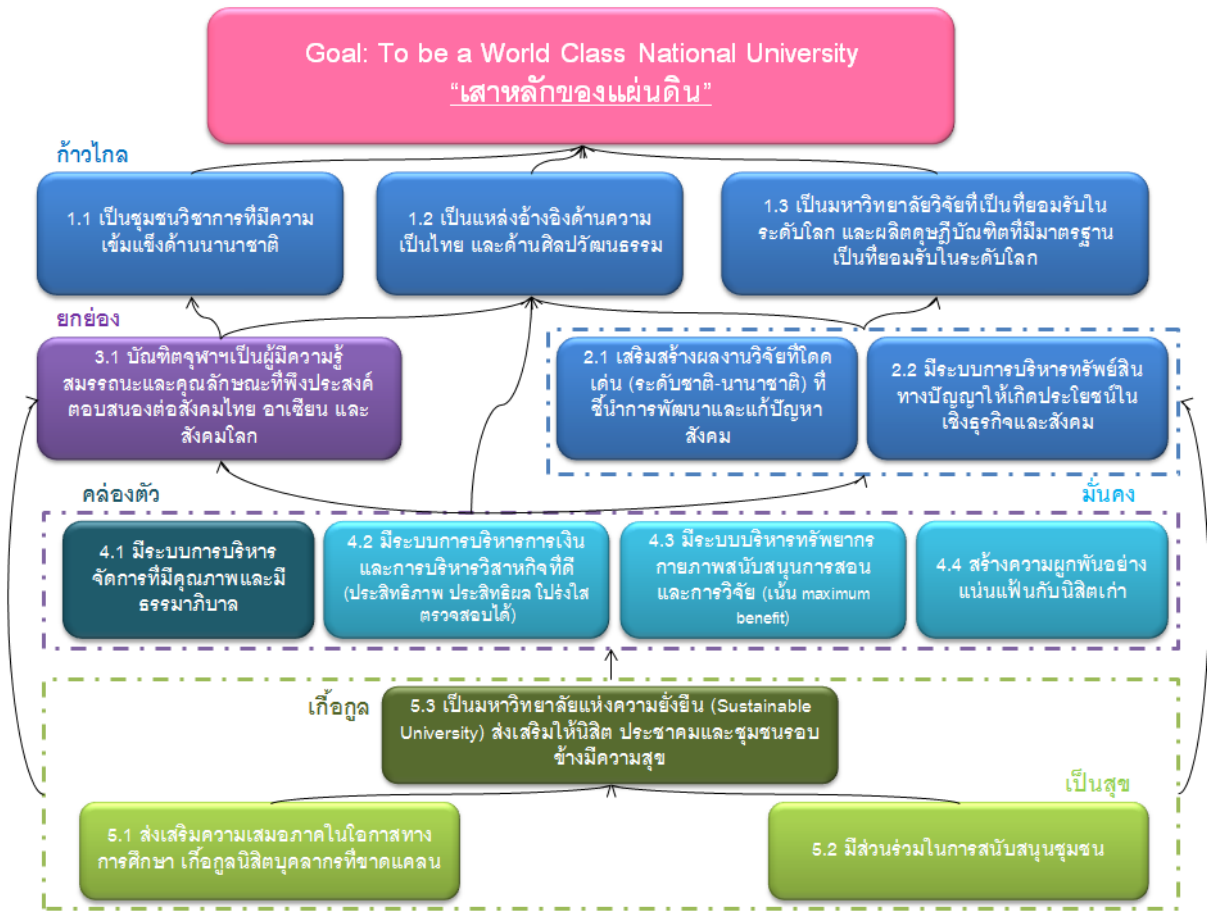 Goal: To be a World Class National University
“เสาหลักของแผ่นดิน”
ก้าวไกล
1.1 เป็นชุมชนวิชาการที่มีความ
เข้มแข็งด้านนานาชาติ
1.2 เป็นแหล่งอ้างอิงด้านความ
เป็นไทย และด้านศิลปวัฒนธรรม
1.3 เป็นมหาวิทยาลัยวิจัยที่เป็นที่ยอมรับใน
ระดับโลก และผลิตดุษฎีบัณฑิตที่มีมาตรฐาน
เป็นที่ยอมรับในระดับโลก
ยกย่อง
3.1 บัณฑิตจุฬาฯเป็นผู้มีความรู้
สมรรถนะและคุณลักษณะที่พึงประสงค์
ตอบสนองต่อสังคมไทย อาเซียน และ
สังคมโลก
2.1 เสริมสร้างผลงานวิจัยที่โดด
เด่น (ระดับชาติ-นานาชาติ) ที่
ชี้นำการพัฒนาและแก้ปัญหา
สังคม
2.2 มีระบบการบริหารทรัพย์สิน
ทางปัญญาให้เกิดประโยชน์ใน
เชิงธุรกิจและสังคม
คล่องตัว
มั่นคง
4.1 มีระบบการบริหาร
จัดการที่มีคุณภาพและมี
ธรรมาภิบาล
4.2 มีระบบการบริหารการเงิน
และการบริหารวิสาหกิจที่ดี
(ประสิทธิภาพ ประสิทธิผล โปร่งใส
ตรวจสอบได้)
4.3 มีระบบบริหารทรัพยากร
กายภาพสนับสนุนการสอน
และการวิจัย (เน้น maximum
benefit)
4.4 สร้างความผูกพันอย่าง
แน่นแฟ้นกับนิสิตเก่า
เกื้อกูล
5.3 เป็นมหาวิทยาลัยแห่งความยั่งยืน (Sustainable
University) ส่งเสริมให้นิสิต ประชาคมและชุมชนรอบ
ข้างมีความสุข
เป็นสุข
5.1 ส่งเสริมความเสมอภาคในโอกาสทาง
การศึกษา เกื้อกูลนิสิตบุคลากรที่ขาดแคลน
5.2 มีส่วนร่วมในการสนับสนุนชุมชน